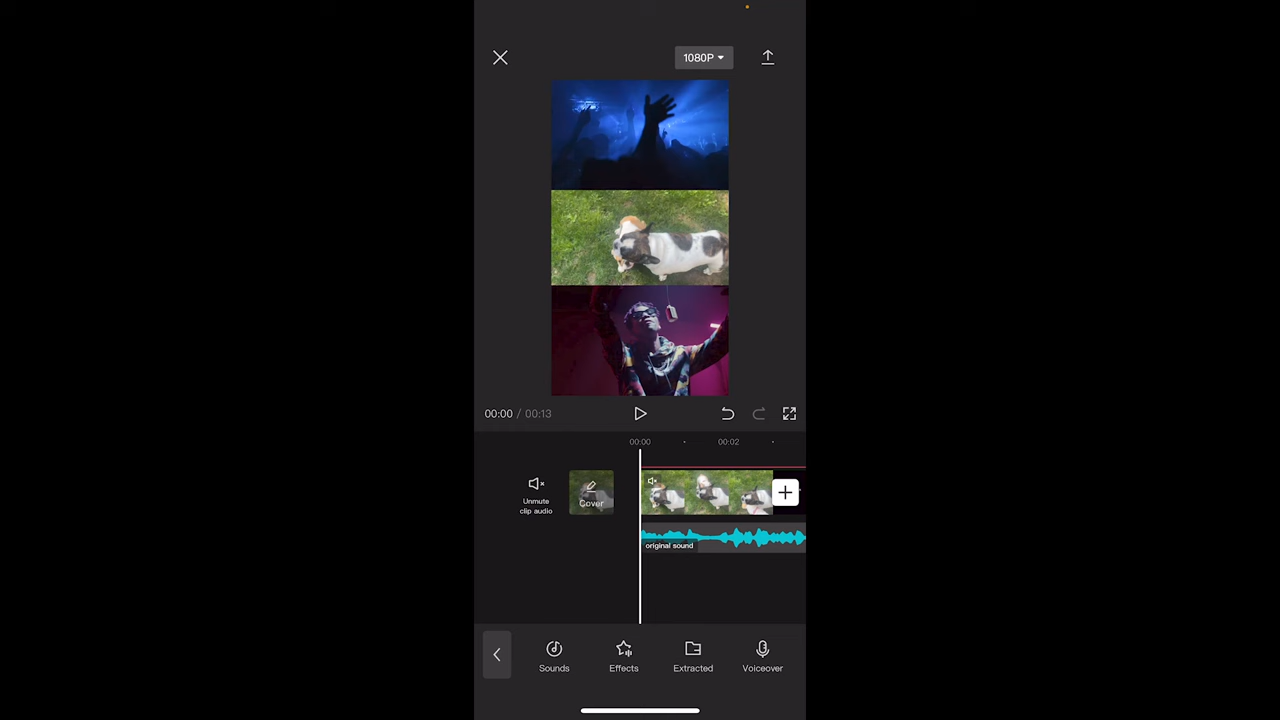 1080P
00:00 / 00:13
00:00
00:02
Unmute
clip audio
Cover
original sound
Sounds
Effects
Extracted
Voiceover